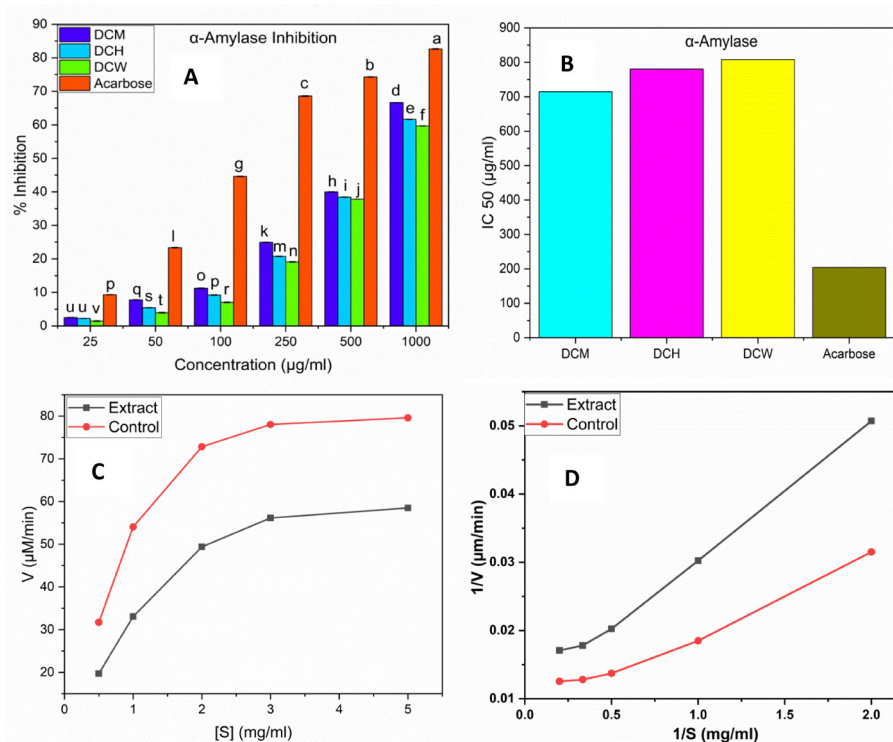 α-Amylase Inhibition
DCM
DCH
DCW
Acarbose
A
% Inhibition
90
80
70
60
50
40
30
20
10
0
u u v p
q s t l
o p r g
k m n c
h i j b
d e f a
25 50 100 250 500 1000
Concentration (µg/ml)
α-Amylase
B
IC 50 (µg/ml)
900
800
700
600
500
400
300
200
100
0
DCM DCH DCW Acarbose
Extract
Control
C
V (µM/min)
80
70
60
50
40
30
20
0 1 2 3 4 5
[S] (mg/ml)
Extract
Control
D
1/V (µm/min)
0.05
0.04
0.03
0.02
0.01
0.0 0.5 1.0 1.5 2.0
1/S (mg/ml)